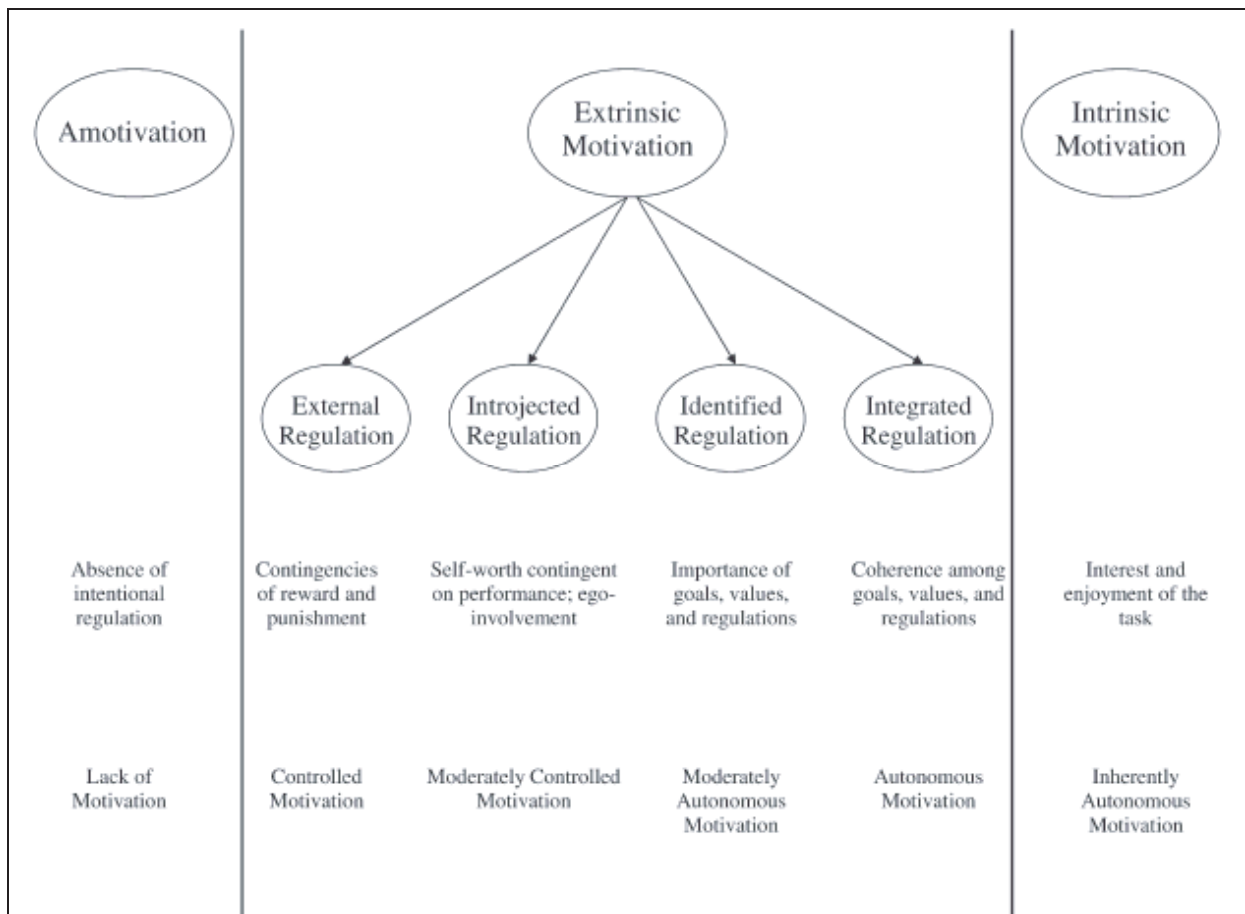 Amotivation
Extrinsic
Motivation
Intrinsic
Motivation
External
Regulation
Introjected
Regulation
Identified
Regulation
Integrated
Regulation
Absence of
intentional
regulation
Contingencies
of reward and
punishment
Self-worth contingent
on performance; ego-
involvement
Importance of
goals, values,
and regulations
Coherence among
goals, values, and
regulations
Interest and
enjoyment of the
task
Lack of
Motivation
Controlled
Motivation
Moderately Controlled
Motivation
Moderately
Autonomous
Motivation
Autonomous
Motivation
Inherently
Autonomous
Motivation